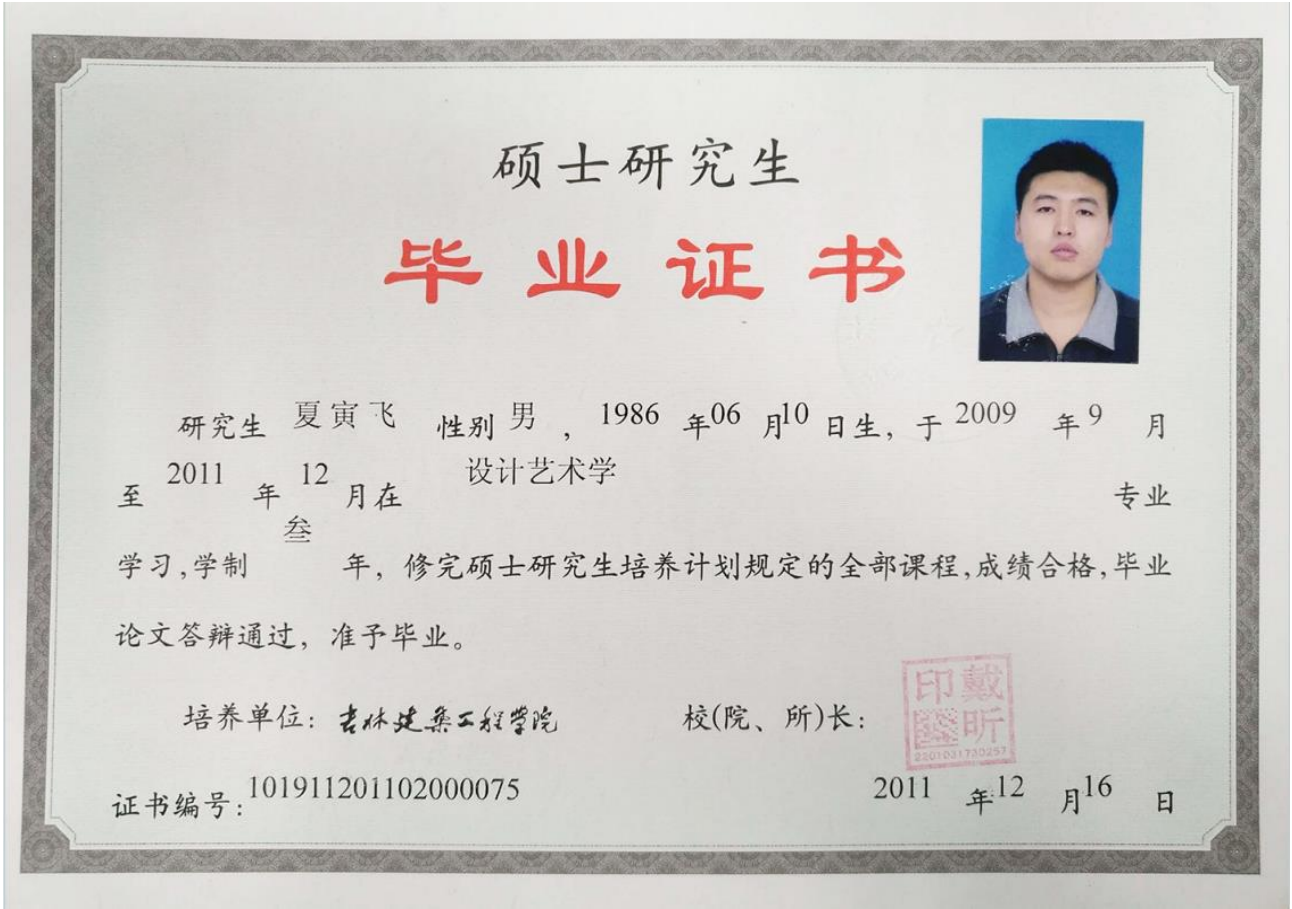 硕士研究生
毕业证书
研究生 夏寅飞 性别 男 , 1986 年 06 月 10 日生, 于 2009 年 9 月
至 2011 年 12 月在 设计艺术学 专业
学习,学制 叁 年, 修完硕士研究生培养计划规定的全部课程,成绩合格,毕业
论文答辩通过, 准予毕业。
培养单位: 吉林建筑工程学院 校(院、所)长:
戴昕
印
2201031730257
证书编号: 101911201102000075 2011 年 12 月 16 日